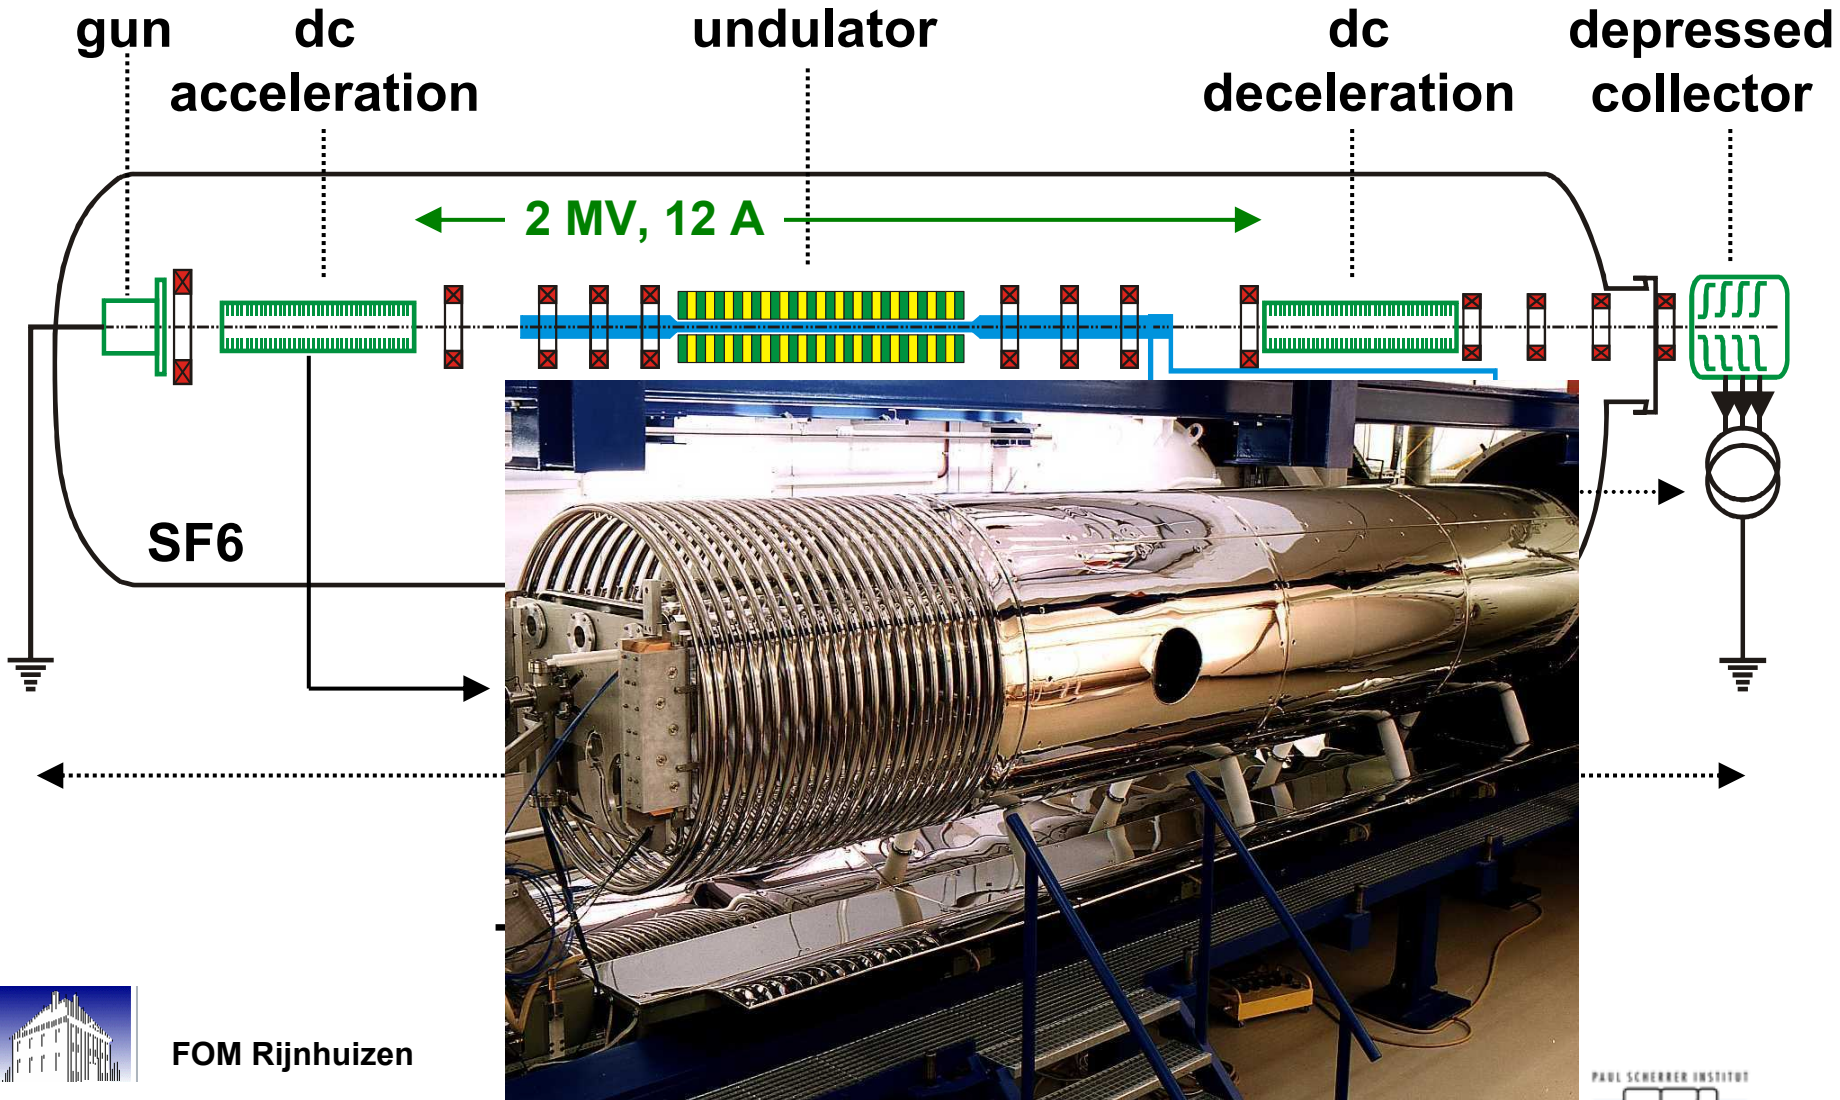 gun
dc
acceleration
undulator
dc
deceleration
depressed
collector
2 MV, 12 A
SF6
FOM Rijnhuizen
PAUL SCHERRER INSTITUT